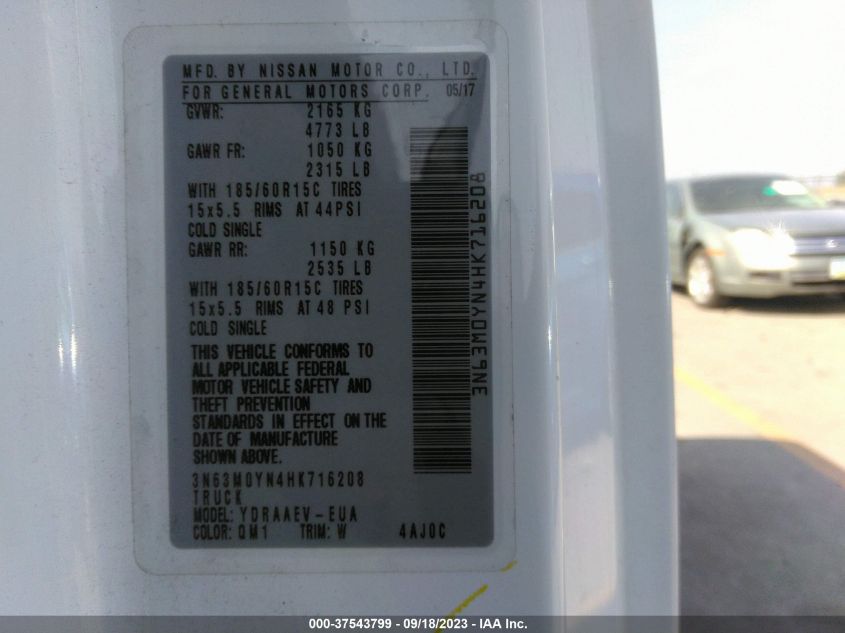 MFD. BY NISSAN MOTOR CO., LTD.
FOR GENERAL MOTORS CORP. 05/17
GVWR: 2165 KG
4773 LB
GAWR FR: 1050 KG
2315 LB
WITH 185/60R15C TIRES
15x5.5 RIMS AT 44PSI
COLD SINGLE
GAWR RR: 1150 KG
2535 LB
WITH 185/60R15C TIRES
15x5.5 RIMS AT 48 PSI
COLD SINGLE
THIS VEHICLE CONFORMS TO
ALL APPLICABLE FEDERAL
MOTOR VEHICLE SAFETY AND
THEFT PREVENTION
STANDARDS IN EFFECT ON THE
DATE OF MANUFACTURE
SHOWN ABOVE.
3N63M0YN4HK716208
TRUCK
MODEL: YDRAAEV-EUA
COLOR: QM1 TRIM: W 4AJ0C
3N63M0YN4HK716208
000-37543799 - 09/18/2023 - IAA Inc.